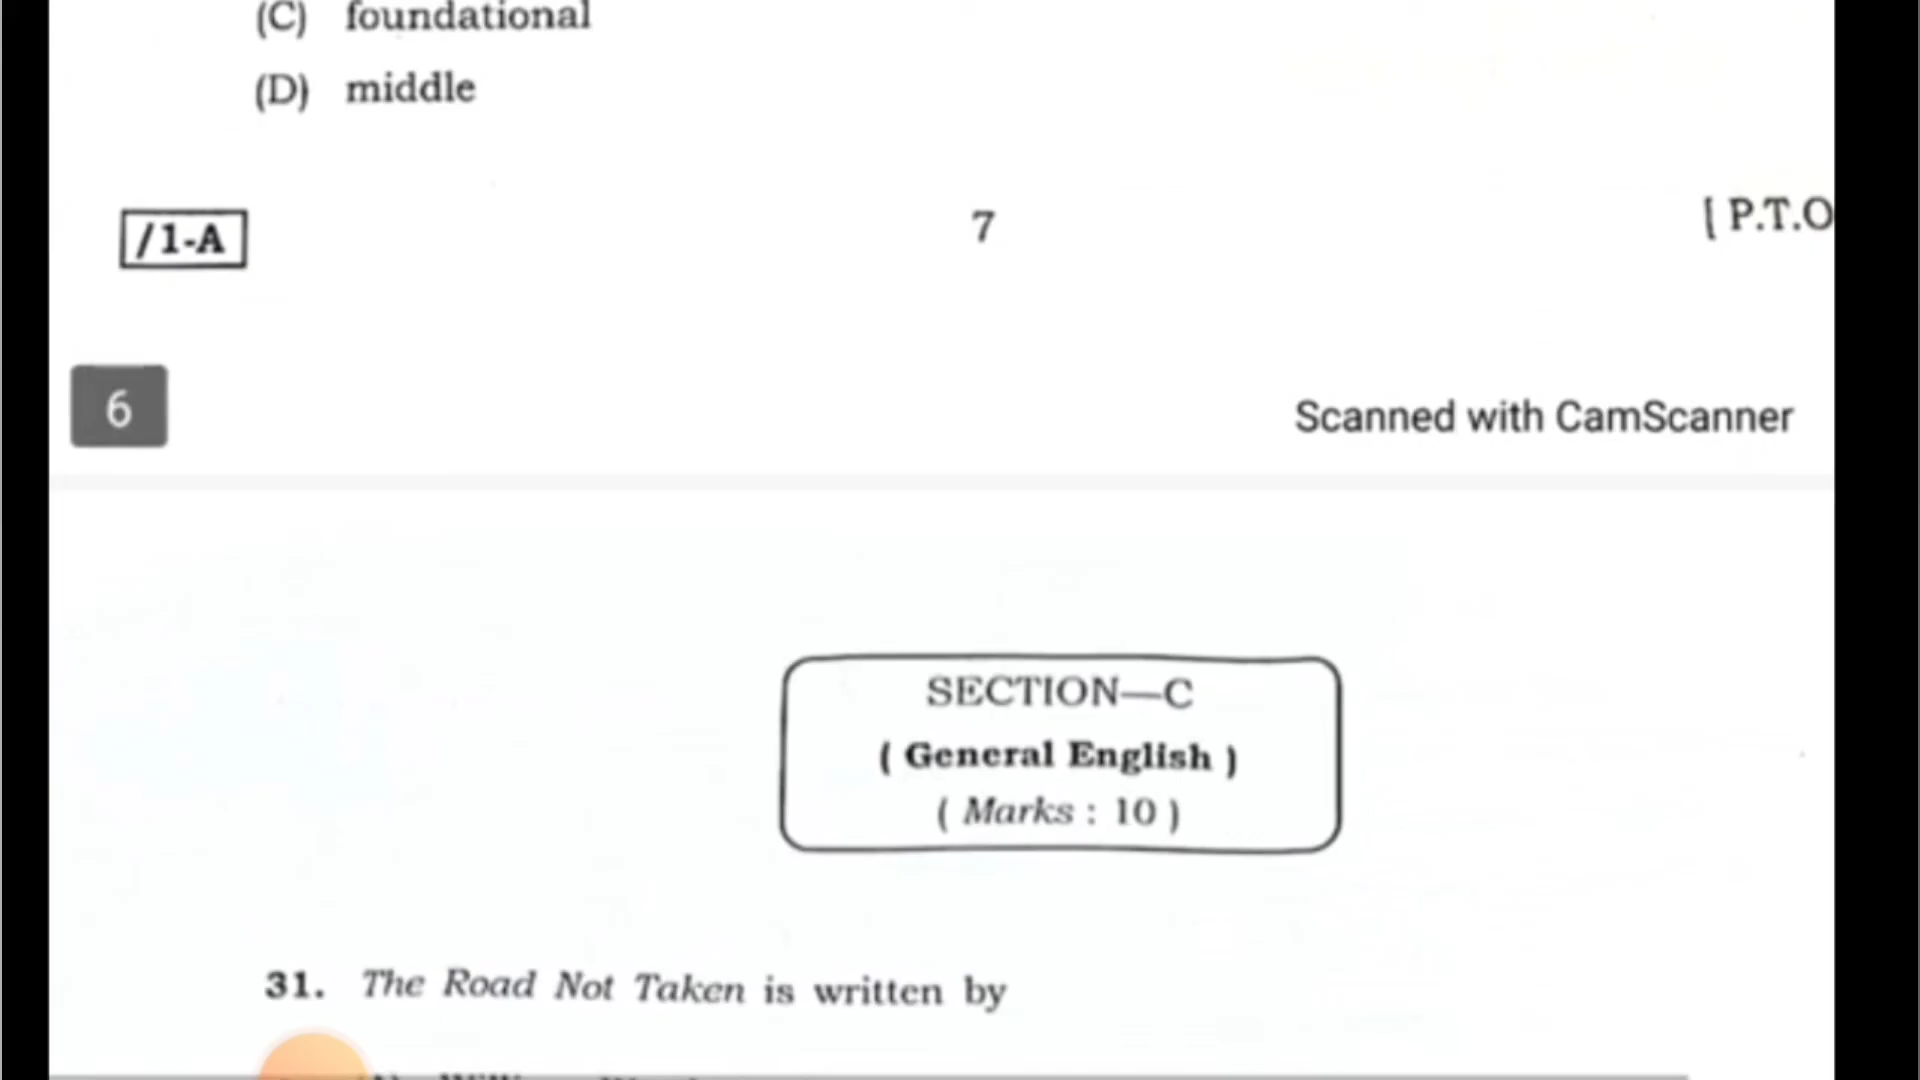 (C) foundational
(D) middle
/1-A
7
[ P.T.O
6
Scanned with CamScanner
SECTION—C
( General English )
( Marks : 10 )
31. The Road Not Taken is written by